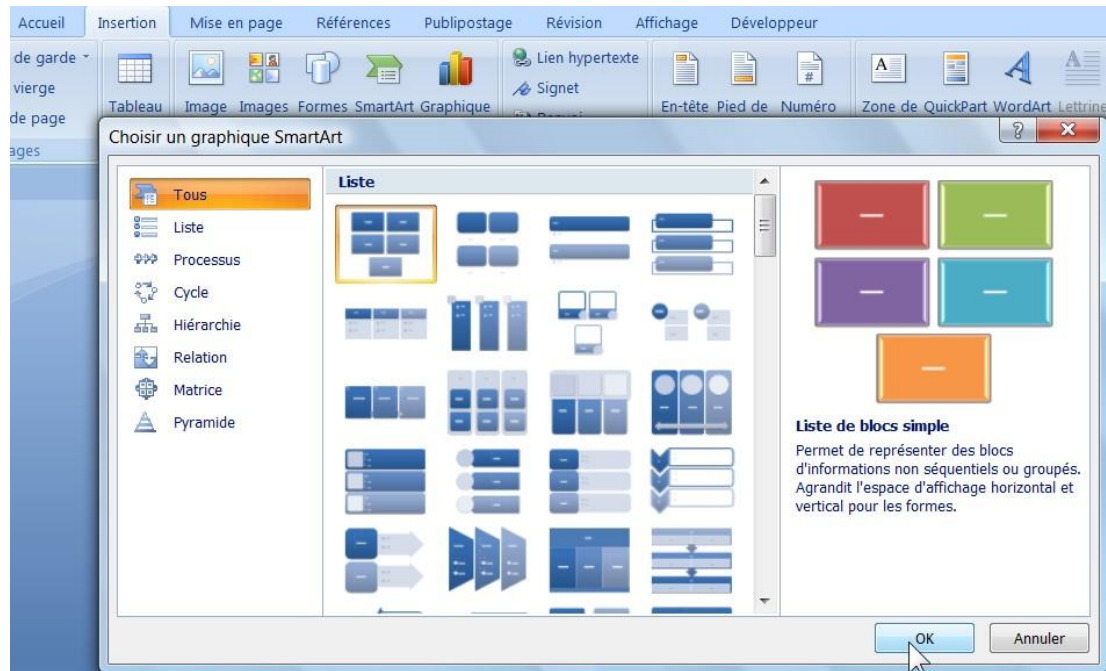 Accueil Insertion Mise en page Références Publipostage Révision Affichage Développeur
de garde
vierge
de page
Tableau Image Images Formes SmartArt Graphique
Lien hypertexte
Signet
En-tête Pied de Numéro
Zone de QuickPart WordArt Lettrine
ages
Choisir un graphique SmartArt
Tous
Liste
Processus
Cycle
Hiérarchie
Relation
Matrice
Pyramide
Liste
Liste de blocs simple
Permet de représenter des blocs
d'informations non séquentiels ou groupés.
Agrandit l'espace d'affichage horizontal et
vertical pour les formes.
OK Annuler